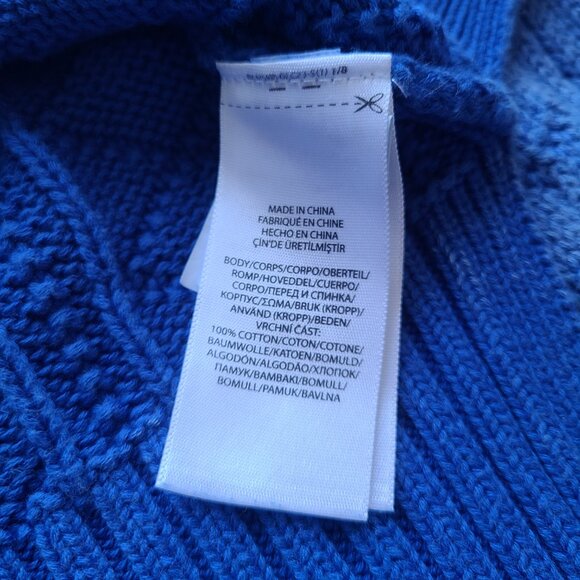 1/8
MADE IN CHINA
FABRIQUÉ EN CHINE
HECHO EN CHINA
ÇİN'DE ÜRETİLMİŞTİR
BODY/CORPS/CORPO/OBERTEIL/
ROMP/HOVEDDEL/CUERPO/
CORPO/ПЕРЕД И СПИНКА/
КОРПУС/ΣΩΜΑ/BRUK (KROPP)/
ANVÄND (KROPP)/BEDEN/
VRCHNÍ ČÁST:
100% COTTON/COTON/COTONE/
BAUMWOLLE/KATOEN/BOMULD/
ALGODÓN/ALGODÃO/ХЛОПОК/
ПАМУК/ΒΑΜΒΑΚΙ/BOMULL/
BOMULL/PAMUK/BAVLNA